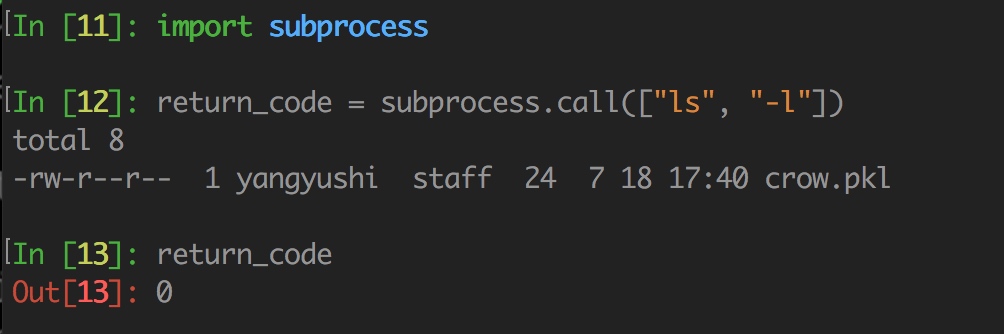 In [11]: import subprocess
In [12]: return_code = subprocess.call(["ls", "-l"])
total 8
-rw-r--r--  1 yangyushi  staff  24  7 18 17:40 crow.pkl
In [13]: return_code
Out[13]: 0